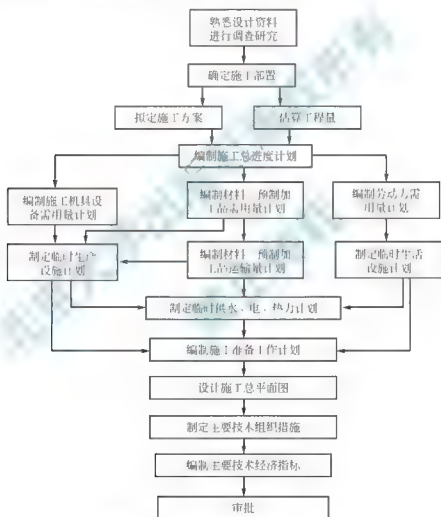 熟悉设计资料
进行调查研究
确定施工部署
拟定施工方案
估算工程量
编制施工总进度计划
编制施工机具设
备需用量计划
编制材料、预制加
工品需用量计划
编制劳动力需
用量计划
制定临时生产
设施计划
编制材料、预制加
工品运输量计划
制定临时生活
设施计划
制定临时供水、电、热力计划
编制施工准备工作计划
设计施工总平面图
制定主要技术组织措施
编制主要技术经济指标
审批